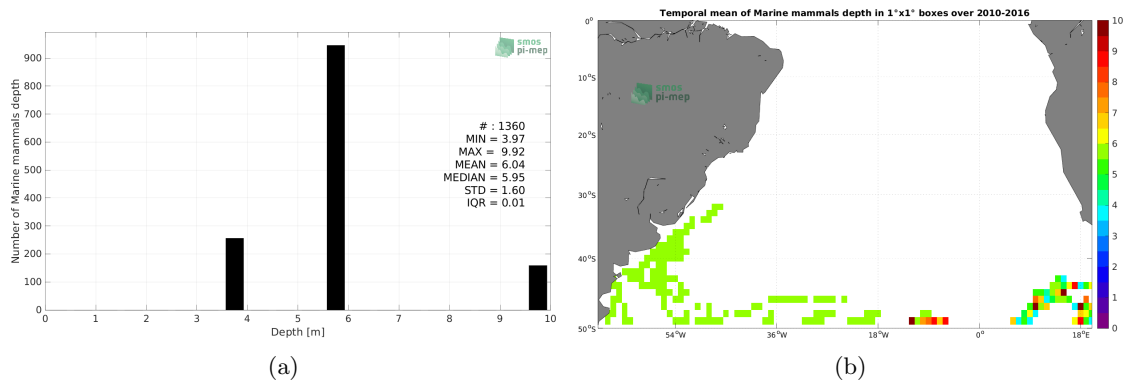 smos
pi-mep
900
800
700
600
500
400
300
200
100
0
Number of Marine mammals depth
# : 1360
MIN = 3.97
MAX = 9.92
MEAN = 6.04
MEDIAN = 5.95
STD = 1.60
IQR = 0.01
0 1 2 3 4 5 6 7 8 9 10
Depth [m]
(a)
Temporal mean of Marine mammals depth in 1°x1° boxes over 2010-2016
smos
pi-mep
0°
10°S
20°S
30°S
40°S
50°S
54°W 36°W 18°W 0° 18°E
10
9
8
7
6
5
4
3
2
1
0
(b)